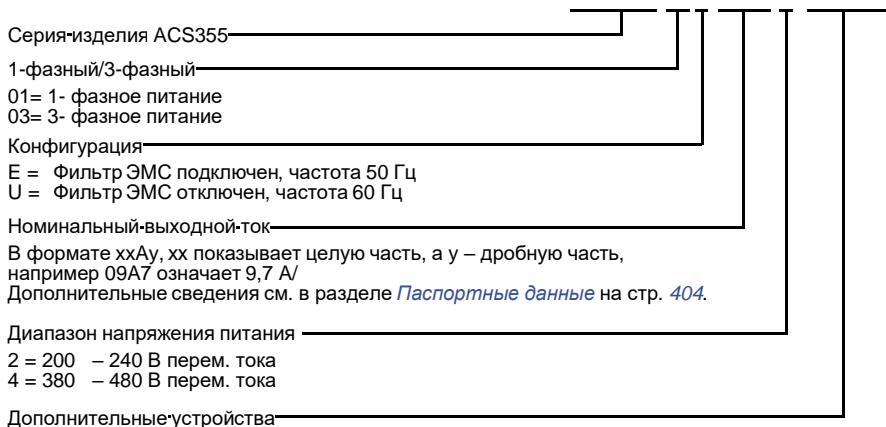 Серия изделия ACS355
1-фазный/3-фазный
01= 1- фазное питание
03= 3- фазное питание
Конфигурация
E = Фильтр ЭМС подключен, частота 50 Гц
U = Фильтр ЭМС отключен, частота 60 Гц
Номинальный выходной ток
В формате xxAy, xx показывает целую часть, а y – дробную часть,
например 09A7 означает 9,7 А/
Дополнительные сведения см. в разделе Паспортные данные на стр. 404.
Диапазон напряжения питания
2 = 200 – 240 В перем. тока
4 = 380 – 480 В перем. тока
Дополнительные устройства